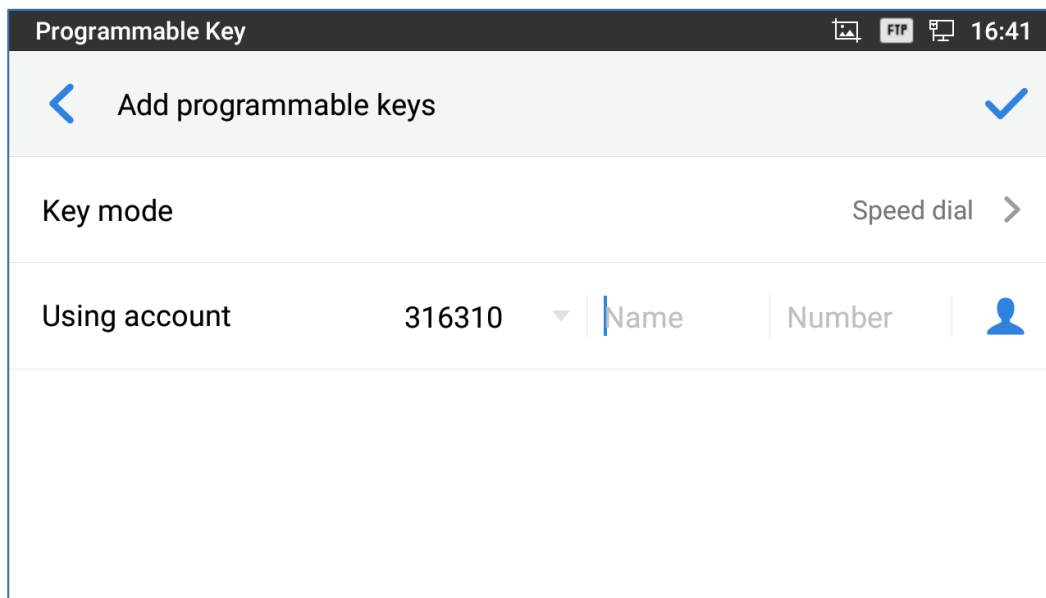 Programmable Key FTP 16:41
Add programmable keys
Key mode Speed dial
Using account 316310 Name Number